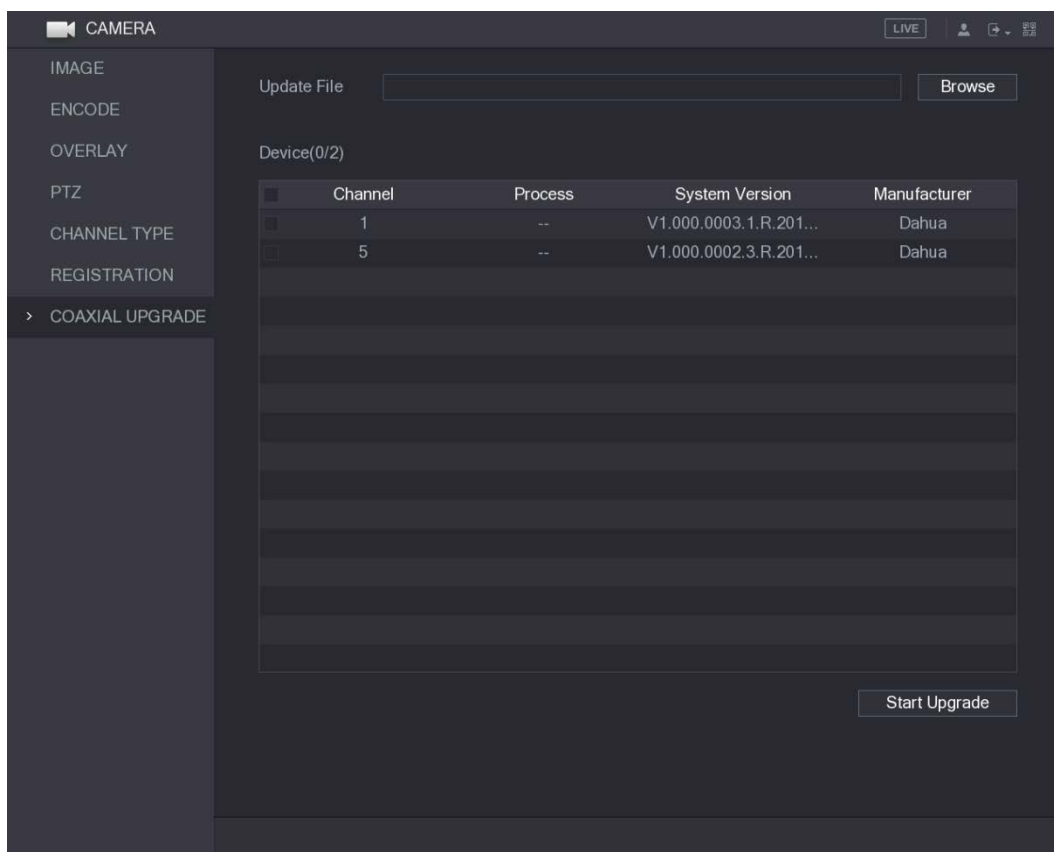 CAMERA
LIVE
IMAGE
ENCODE
OVERLAY
PTZ
CHANNEL TYPE
REGISTRATION
> COAXIAL UPGRADE
Update File
Browse
Device(0/2)
Channel Process System Version Manufacturer
1 -- V1.000.0003.1.R.201... Dahua
5 -- V1.000.0002.3.R.201... Dahua
Start Upgrade